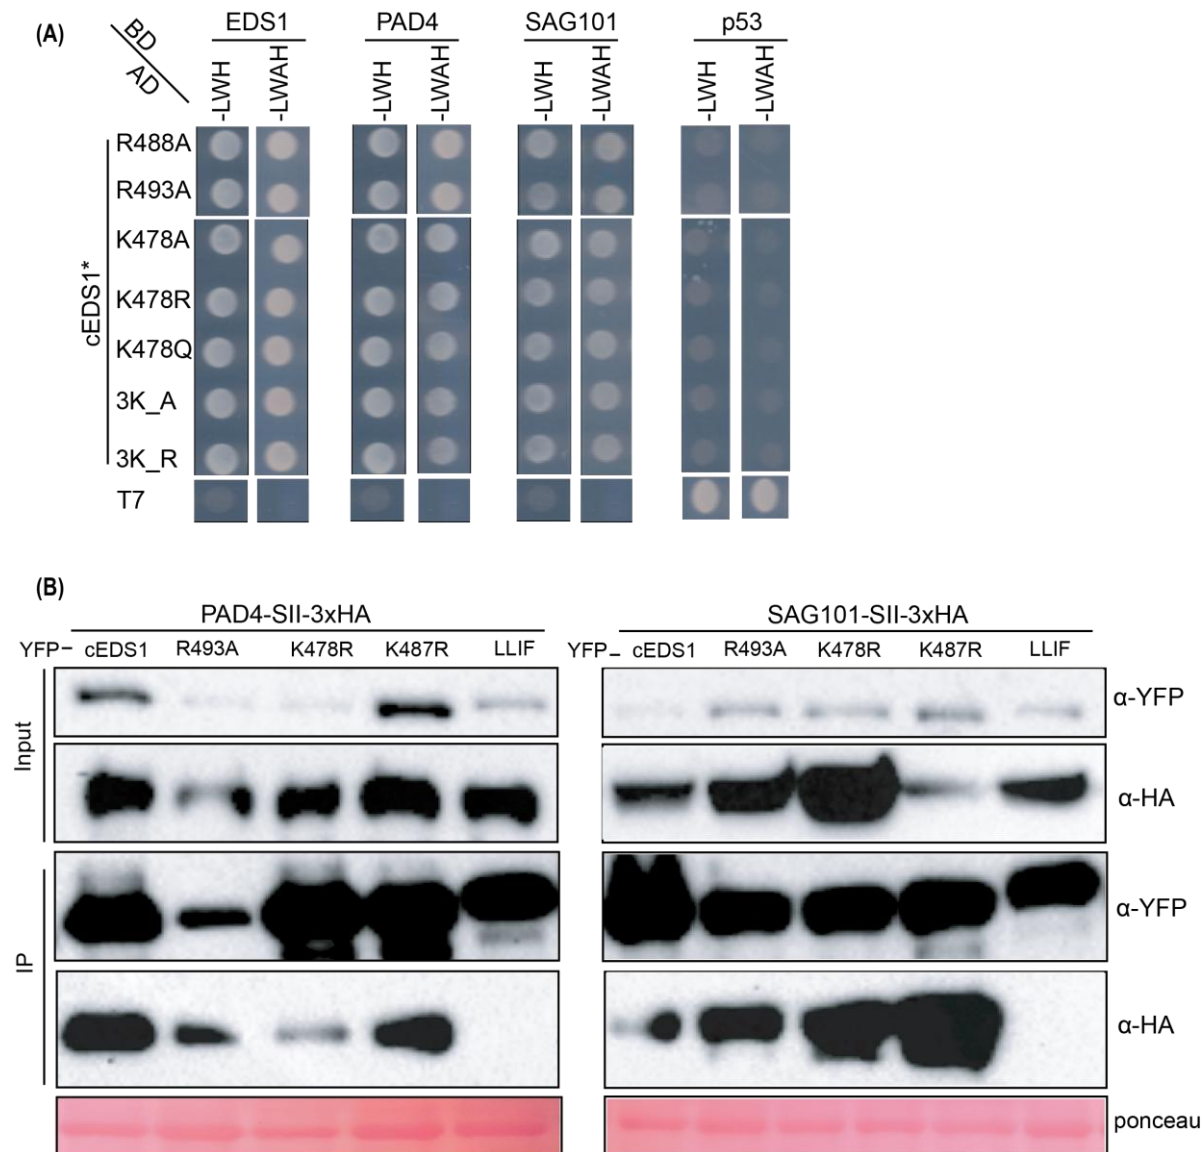 (A)
BD
AD
EDS1 PAD4 SAG101 p53
-LWH -LWAH -LWH -LWAH -LWH -LWAH -LWH -LWAH
cEDS1*
R488A
R493A
K478A
K478R
K478Q
3K_A
3K_R
T7
(B)
PAD4-SII-3xHA SAG101-SII-3xHA
YFP- cEDS1 R493A K478R K487R LLIF YFP- cEDS1 R493A K478R K487R LLIF
Input
α-YFP
α-HA
IP
α-YFP
α-HA
ponceau